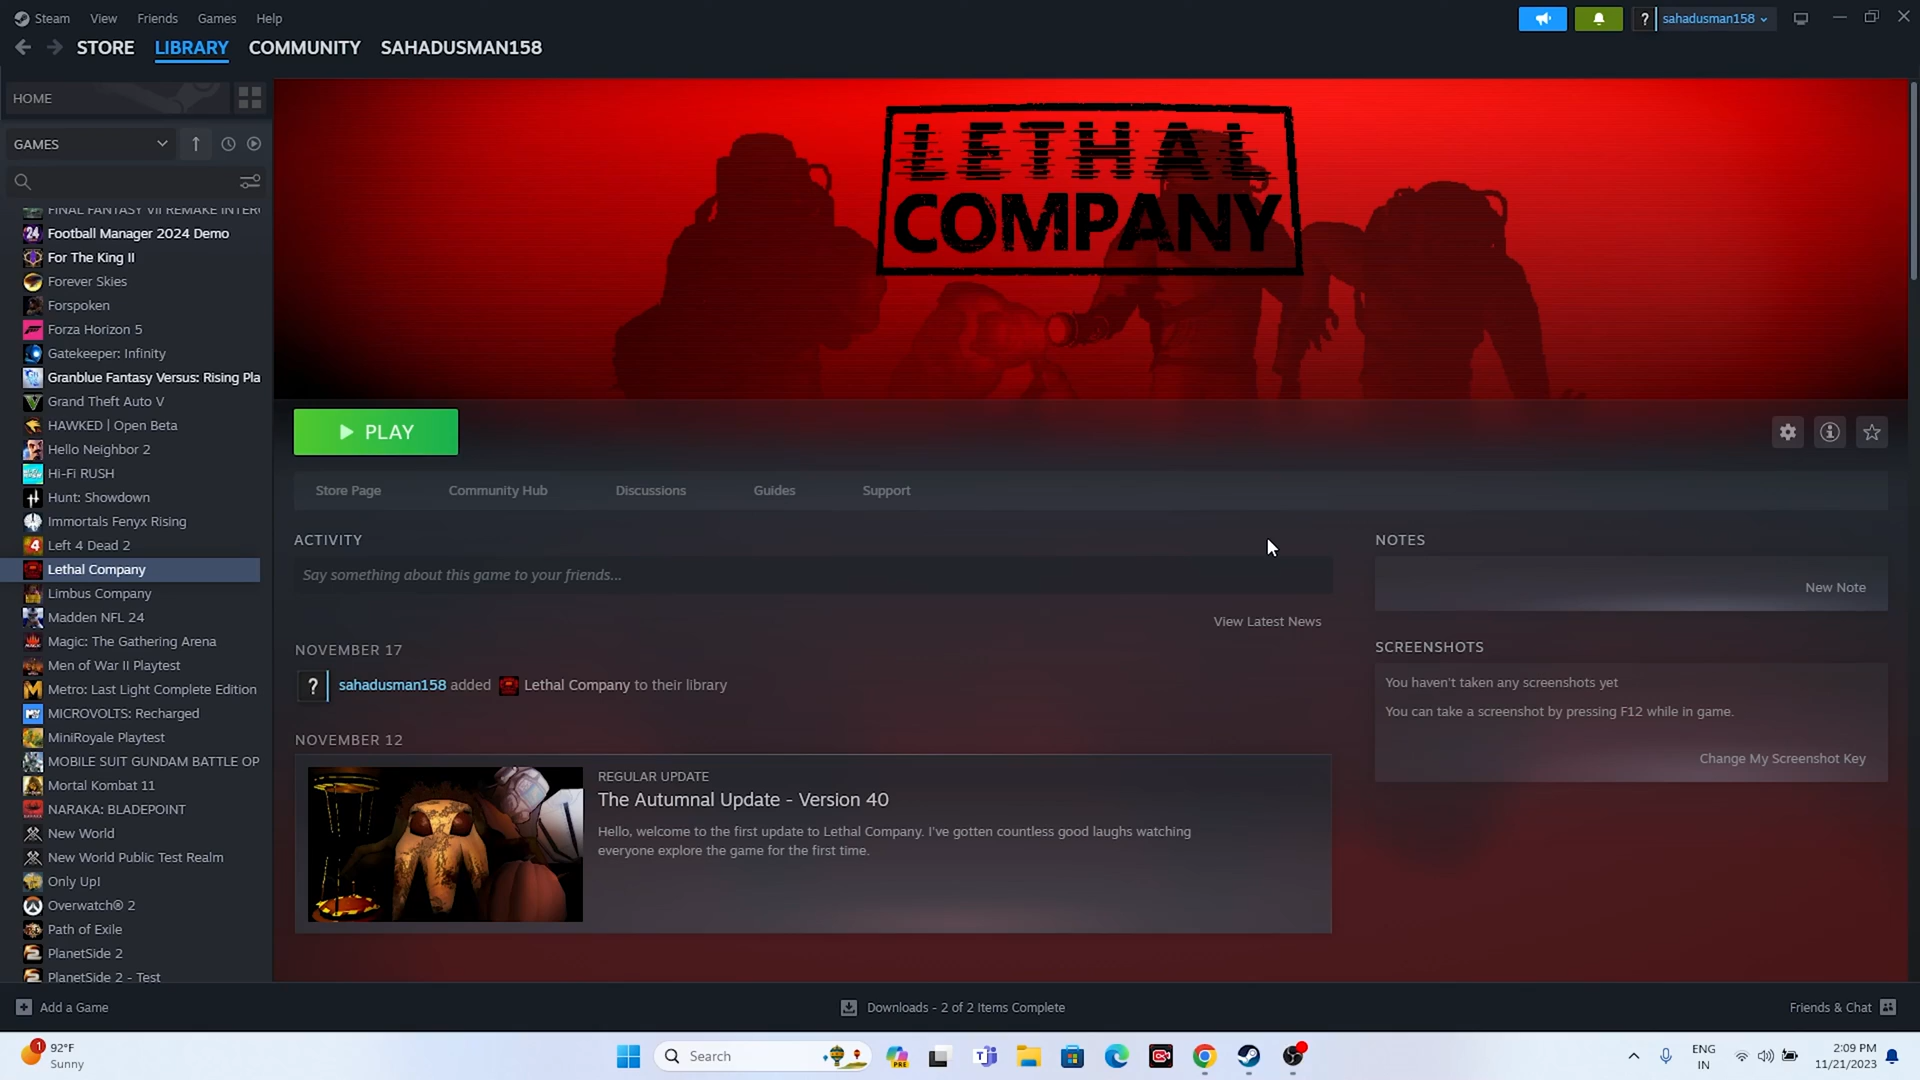 Steam View Friends Games Help
sahadusman158
STORE LIBRARY COMMUNITY SAHADUSMAN158
HOME
GAMES
FINAL FANTASY VII REMAKE INTER
24 Football Manager 2024 Demo
For The King II
Forever Skies
Forspoken
Forza Horizon 5
Gatekeeper: Infinity
Granblue Fantasy Versus: Rising Pla
Grand Theft Auto V
HAWKED | Open Beta
Hello Neighbor 2
Hi-Fi RUSH
Hunt: Showdown
Immortals Fenyx Rising
Left 4 Dead 2
Lethal Company
Limbus Company
Madden NFL 24
Magic: The Gathering Arena
Men of War II Playtest
Metro: Last Light Complete Edition
MICROVOLTS: Recharged
MiniRoyale Playtest
MOBILE SUIT GUNDAM BATTLE OP
Mortal Kombat 11
NARAKA: BLADEPOINT
New World
New World Public Test Realm
Only Up!
Overwatch® 2
Path of Exile
PlanetSide 2
PlanetSide 2 - Test
LETHAL
COMPANY
PLAY
Store Page Community Hub Discussions Guides Support
ACTIVITY
Say something about this game to your friends...
View Latest News
NOVEMBER 17
sahadusman158 added Lethal Company to their library
NOVEMBER 12
REGULAR UPDATE
The Autumnal Update - Version 40
Hello, welcome to the first update to Lethal Company. I've gotten countless good laughs watching
everyone explore the game for the first time.
NOTES
New Note
SCREENSHOTS
You haven't taken any screenshots yet
You can take a screenshot by pressing F12 while in game.
Change My Screenshot Key
Add a Game
Downloads - 2 of 2 Items Complete
Friends & Chat
1
92°F
Sunny
Search
PRE
ENG
IN
2:09 PM
11/21/2023